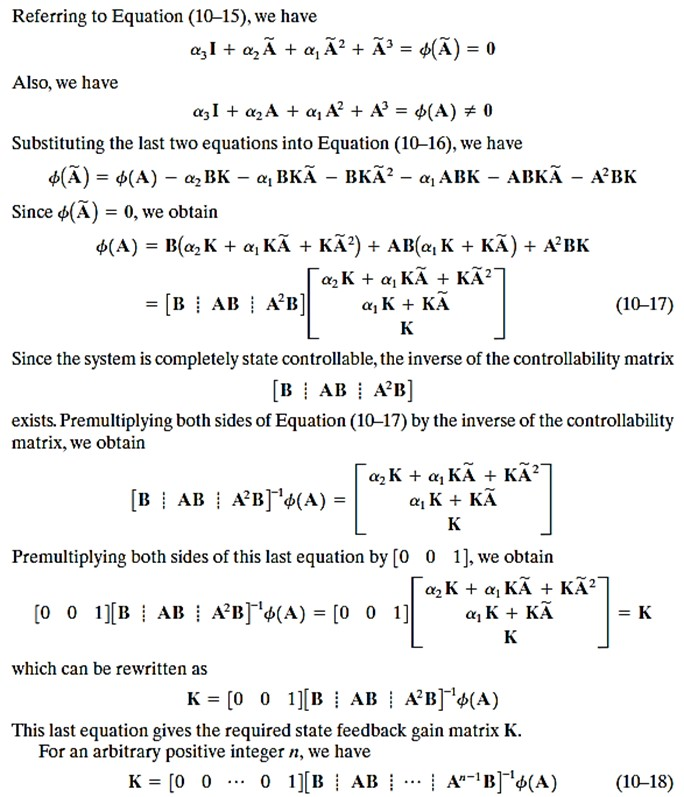 Referring to Equation (10–15), we have
α₃I + α₂Ã + α₁Ã² + Ã³ = ϕ(Ã) = 0
Also, we have
α₃I + α₂A + α₁A² + A³ = ϕ(A) ≠ 0
Substituting the last two equations into Equation (10–16), we have
ϕ(Ã) = ϕ(A) − α₂BK − α₁BKÃ − BKò − α₁ABK − ABKÃ − A²BK
Since ϕ(Ã) = 0, we obtain
ϕ(A) = B(α₂K + α₁KÃ + KÃ²) + AB(α₁K + KÃ) + A²BK
= [B ⋮ AB ⋮ A²B] [α₂K + α₁KÃ + KÃ²
α₁K + KÃ
K] (10–17)
Since the system is completely state controllable, the inverse of the controllability matrix
[B ⋮ AB ⋮ A²B]
exists. Premultiplying both sides of Equation (10–17) by the inverse of the controllability
matrix, we obtain
[B ⋮ AB ⋮ A²B]⁻¹ϕ(A) = [α₂K + α₁KÃ + KÃ²
α₁K + KÃ
K]
Premultiplying both sides of this last equation by [0 0 1], we obtain
[0 0 1][B ⋮ AB ⋮ A²B]⁻¹ϕ(A) = [0 0 1] [α₂K + α₁KÃ + KÃ²
α₁K + KÃ
K] = K
which can be rewritten as
K = [0 0 1][B ⋮ AB ⋮ A²B]⁻¹ϕ(A)
This last equation gives the required state feedback gain matrix K.
For an arbitrary positive integer n, we have
K = [0 0 ⋯ 0 1][B ⋮ AB ⋮ ⋯ ⋮ Aⁿ⁻¹B]⁻¹ϕ(A) (10–18)